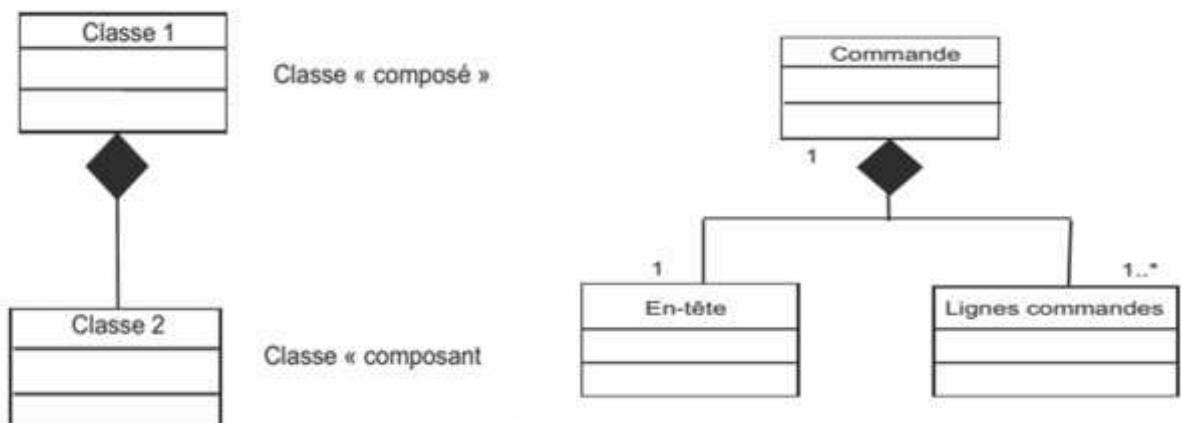 Classe 1
Classe « composé »
Classe 2
Classe « composant
Commande
1
1
1..*
En-tête
Lignes commandes